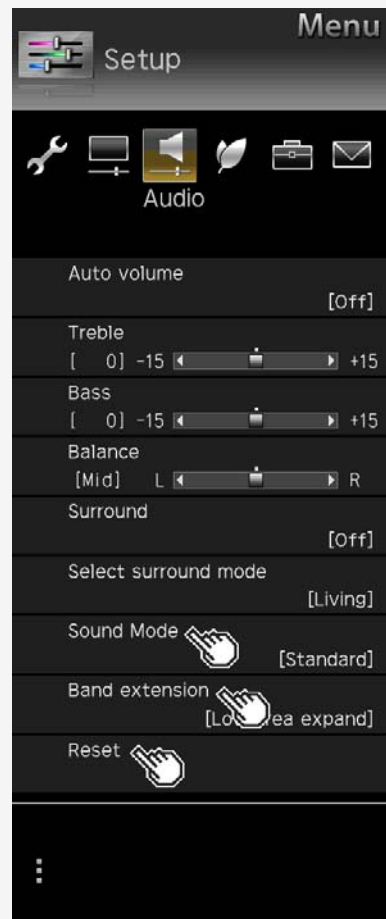 Menu
Setup
Audio
Auto volume
[Off]
Treble
[ 0] -15 +15
Bass
[ 0] -15 +15
Balance
[Mid] L R
Surround
[Off]
Select surround mode
[Living]
Sound Mode
[Standard]
Band extension
expand]
Reset